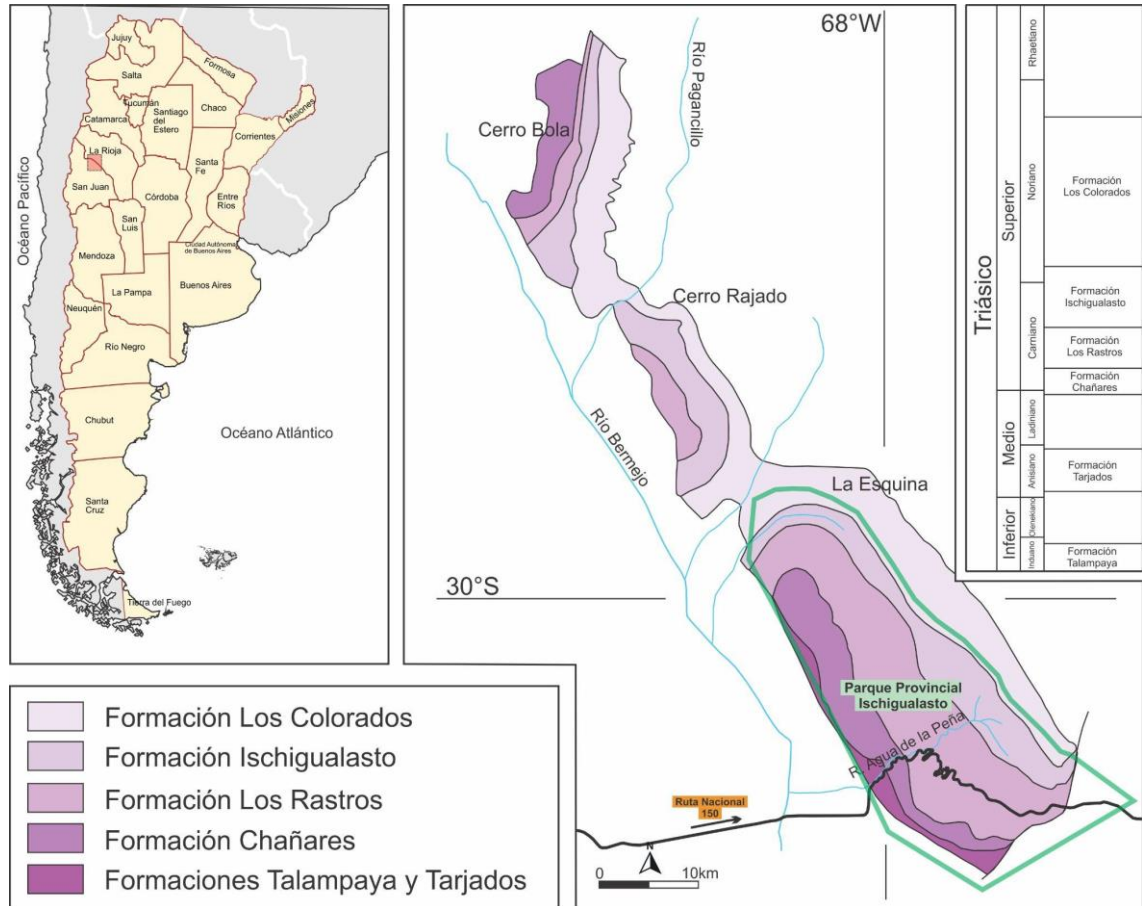 Océano Pacífico
Jujuy
Salta
Formosa
Tucumán
Santiago
del
Estero
Chaco
Misiones
Catamarca
Corrientes
La Rioja
Santa
Fe
San Juan
Córdoba
Entre
Ríos
San
Luis
Ciudad Autónoma
de Buenos Aires
Mendoza
Buenos Aires
La Pampa
Neuquén
Río Negro
Chubut
Océano Atlántico
Santa
Cruz
Tierra del Fuego
68°W
Río Pagancillo
Cerro Bola
Cerro Rajado
Río Bermejo
La Esquina
30°S
Parque Provincial
Ischigualasto
R. Agua de la Peña
Ruta Nacional
150
N
0
10km
Triásico
Superior
Medio
Inferior
Rhaetiano
Noriano
Carniano
Ladiniano
Anisiano
Olenekiano
Induano
Formación
Los Colorados
Formación
Ischigualasto
Formación
Los Rastros
Formación
Chañares
Formación
Tarjados
Formación
Talampaya
Formación Los Colorados
Formación Ischigualasto
Formación Los Rastros
Formación Chañares
Formaciones Talampaya y Tarjados